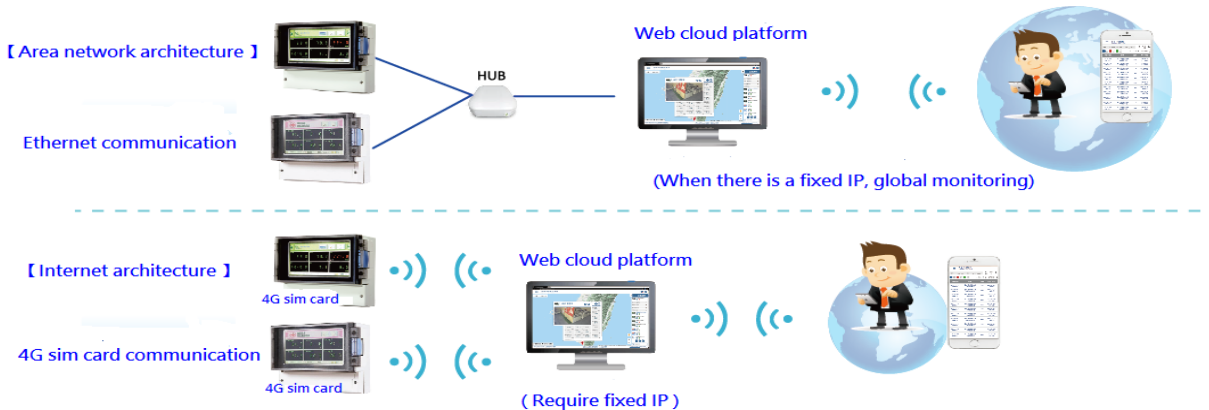 【 Area network architecture 】
Web cloud platform
HUB
Ethernet communication
(When there is a fixed IP, global monitoring)
【 Internet architecture 】
Web cloud platform
4G sim card
4G sim card communication
4G sim card
( Require fixed IP )